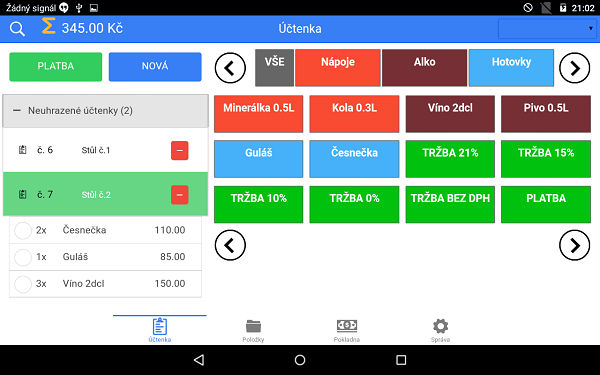 Žádný signál 21:02
Σ 345.00 Kč Účtenka
PLATBA NOVÁ VŠE Nápoje Alko Hotovky
Neuhrazené účtenky (2)
Minerálka 0.5L Kola 0.3L Víno 2dcl Pivo 0.5L
č. 6 Stůl č.1
Guláš Česnečka TRŽBA 21% TRŽBA 15%
č. 7 Stůl č.2
TRŽBA 10% TRŽBA 0% TRŽBA BEZ DPH PLATBA
2x Česnečka 110.00
1x Guláš 85.00
3x Víno 2dcl 150.00
Účtenka Položky Pokladna Správa